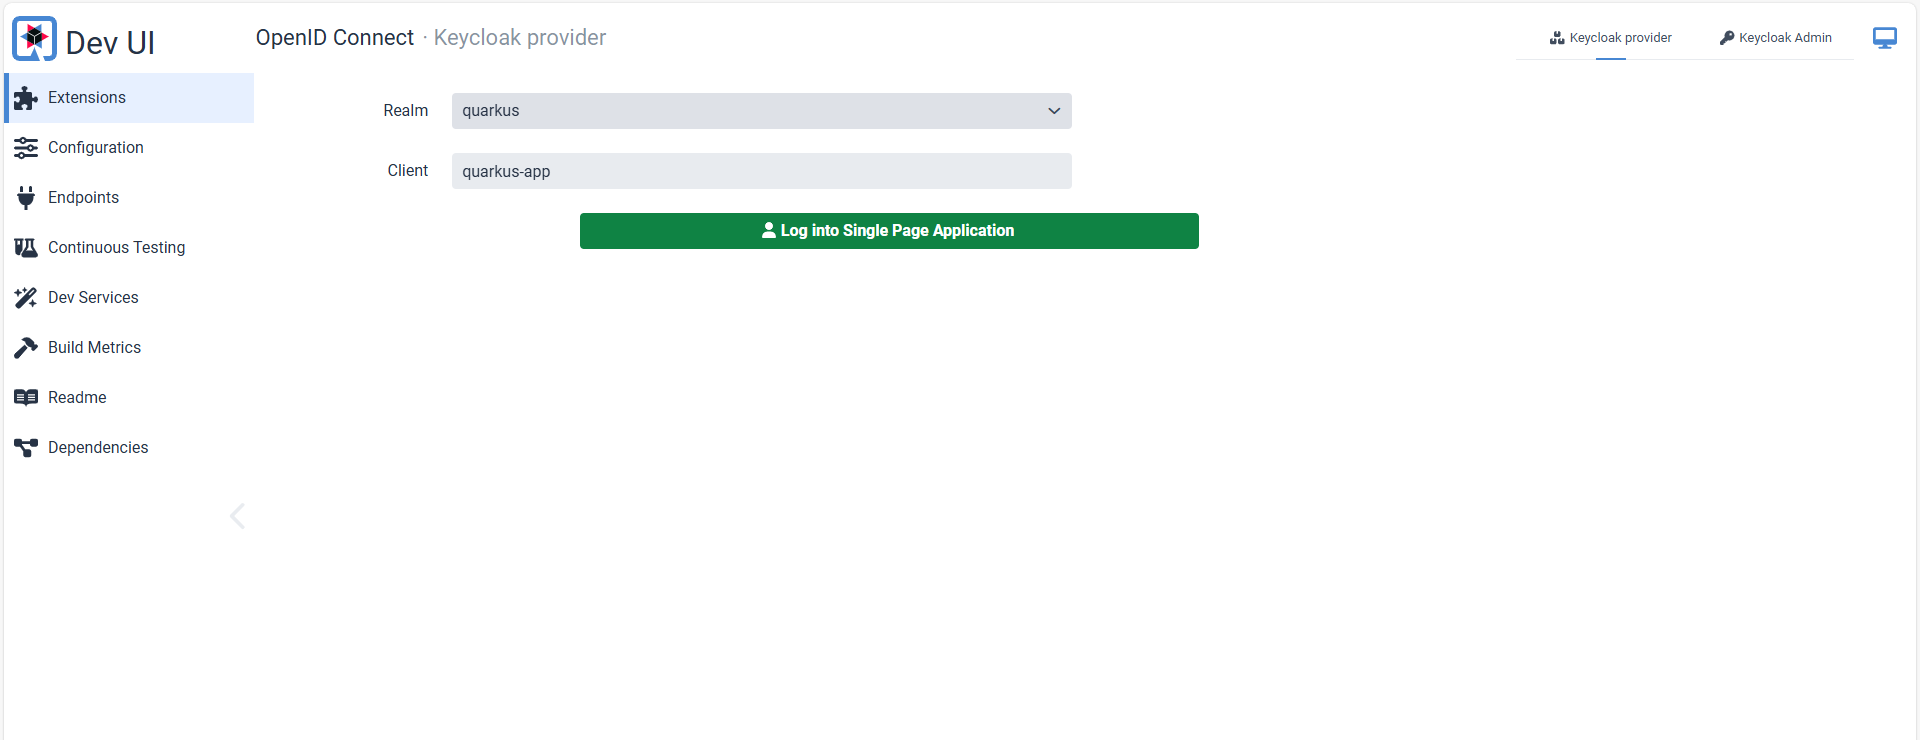 Dev UI
OpenID Connect · Keycloak provider
Keycloak provider
Keycloak Admin
Extensions
Configuration
Endpoints
Continuous Testing
Dev Services
Build Metrics
Readme
Dependencies
Realm
quarkus
Client
quarkus-app
Log into Single Page Application